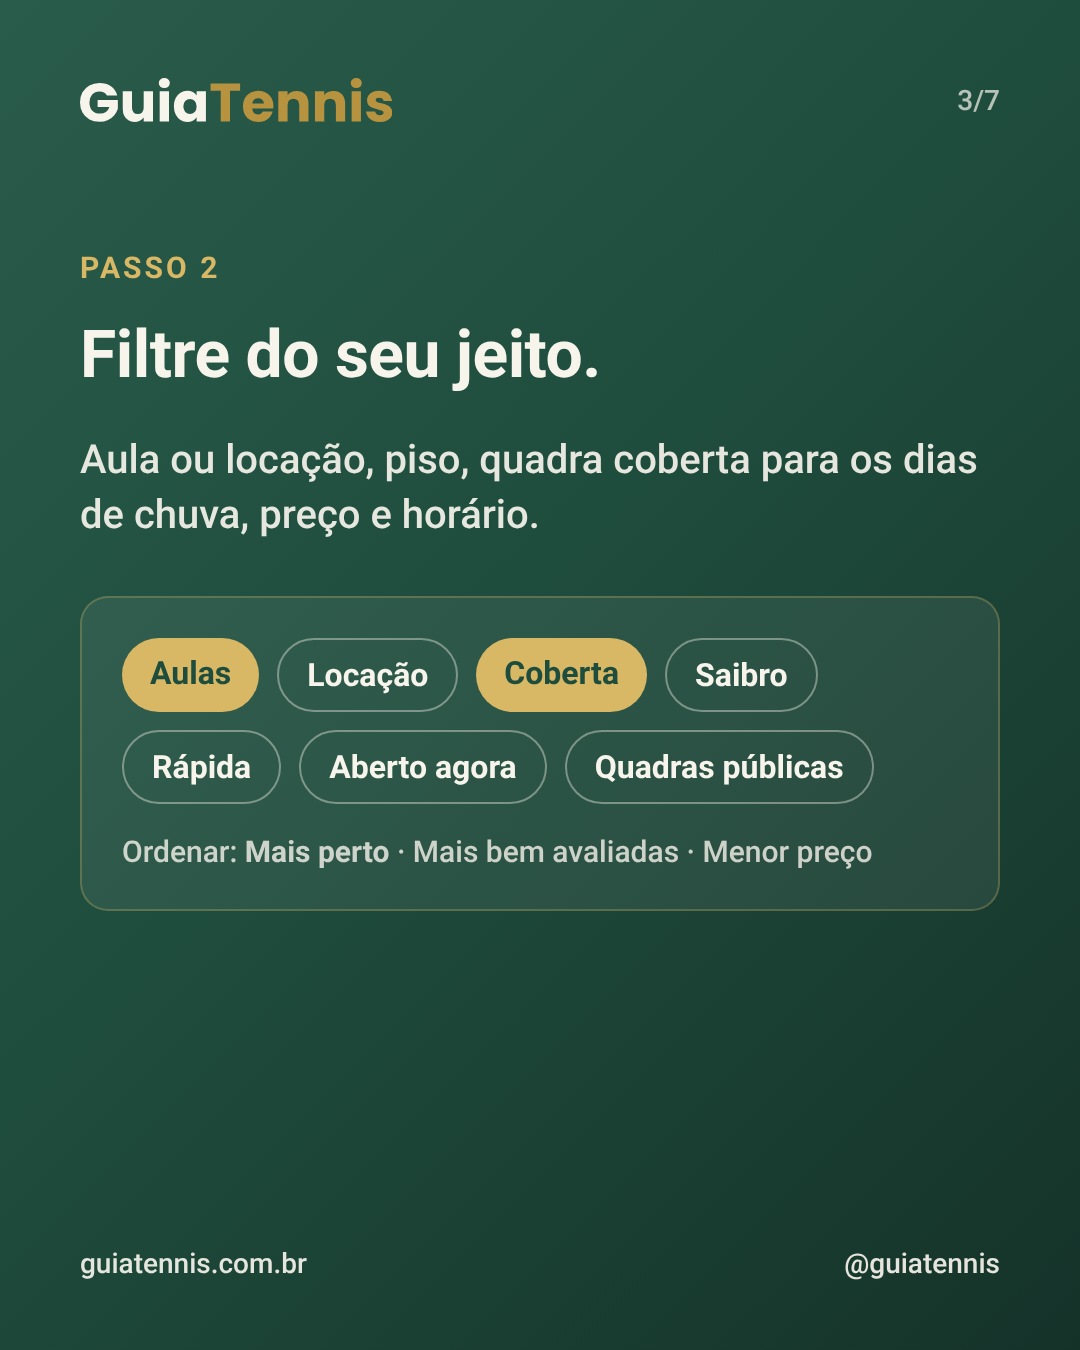 GuiaTennis
3/7
PASSO 2
Filtre do seu jeito.
Aula ou locação, piso, quadra coberta para os dias
de chuva, preço e horário.
Aulas Locação Coberta Saibro
Rápida Aberto agora Quadras públicas
Ordenar: Mais perto · Mais bem avaliadas · Menor preço
guiatennis.com.br
@guiatennis